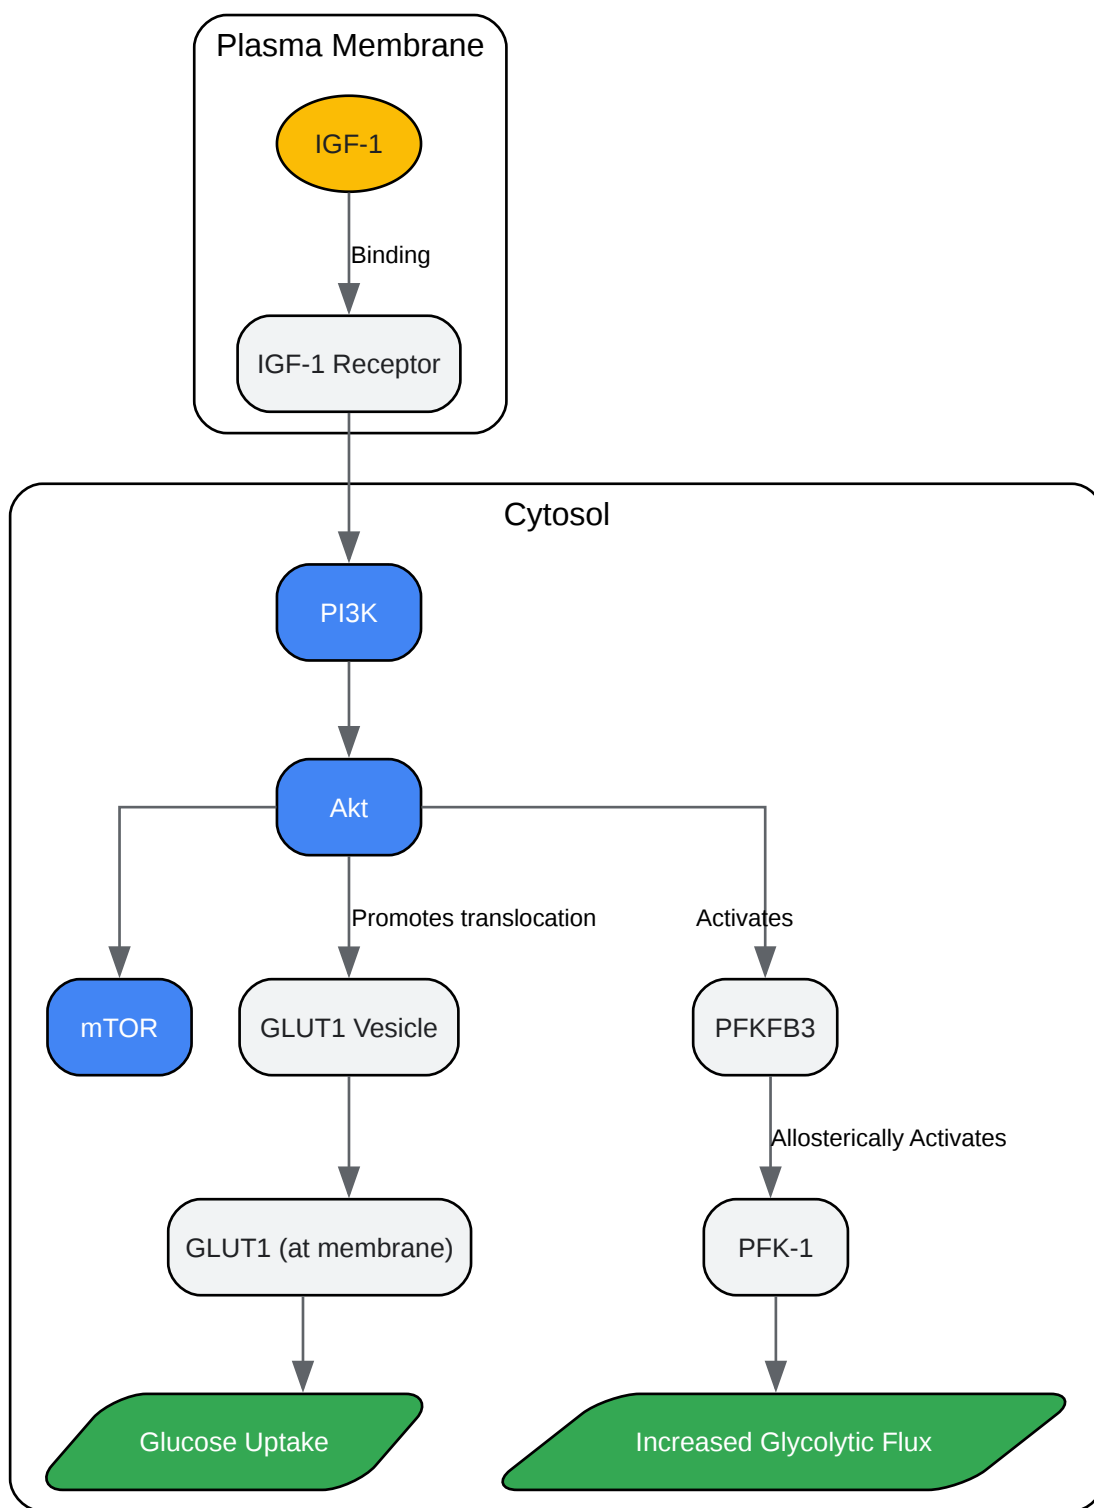 Plasma Membrane
IGF-1
Binding
IGF-1 Receptor
Cytosol
PI3K
Akt
Promotes translocation
Activates
mTOR
GLUT1 Vesicle
PFKFB3
Allosterically Activates
GLUT1 (at membrane)
PFK-1
Glucose Uptake
Increased Glycolytic Flux